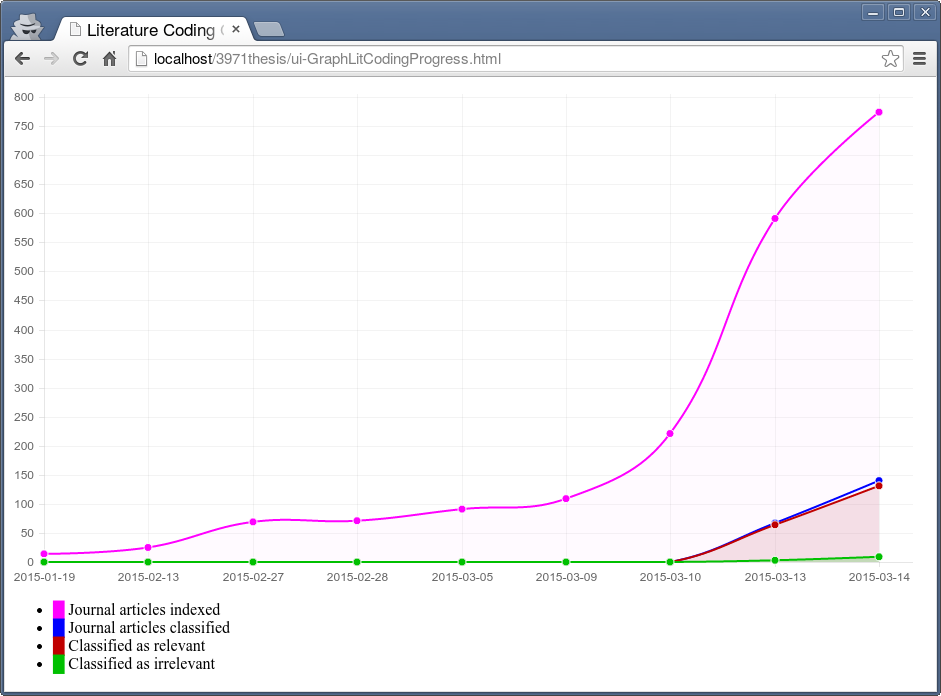 Literature Coding
localhost/3971thesis/ui-GraphLitCodingProgress.html
800
750
700
650
600
550
500
450
400
350
300
250
200
150
100
50
0
2015-01-19 2015-02-13 2015-02-27 2015-02-28 2015-03-05 2015-03-09 2015-03-10 2015-03-13 2015-03-14
Journal articles indexed
Journal articles classified
Classified as relevant
Classified as irrelevant